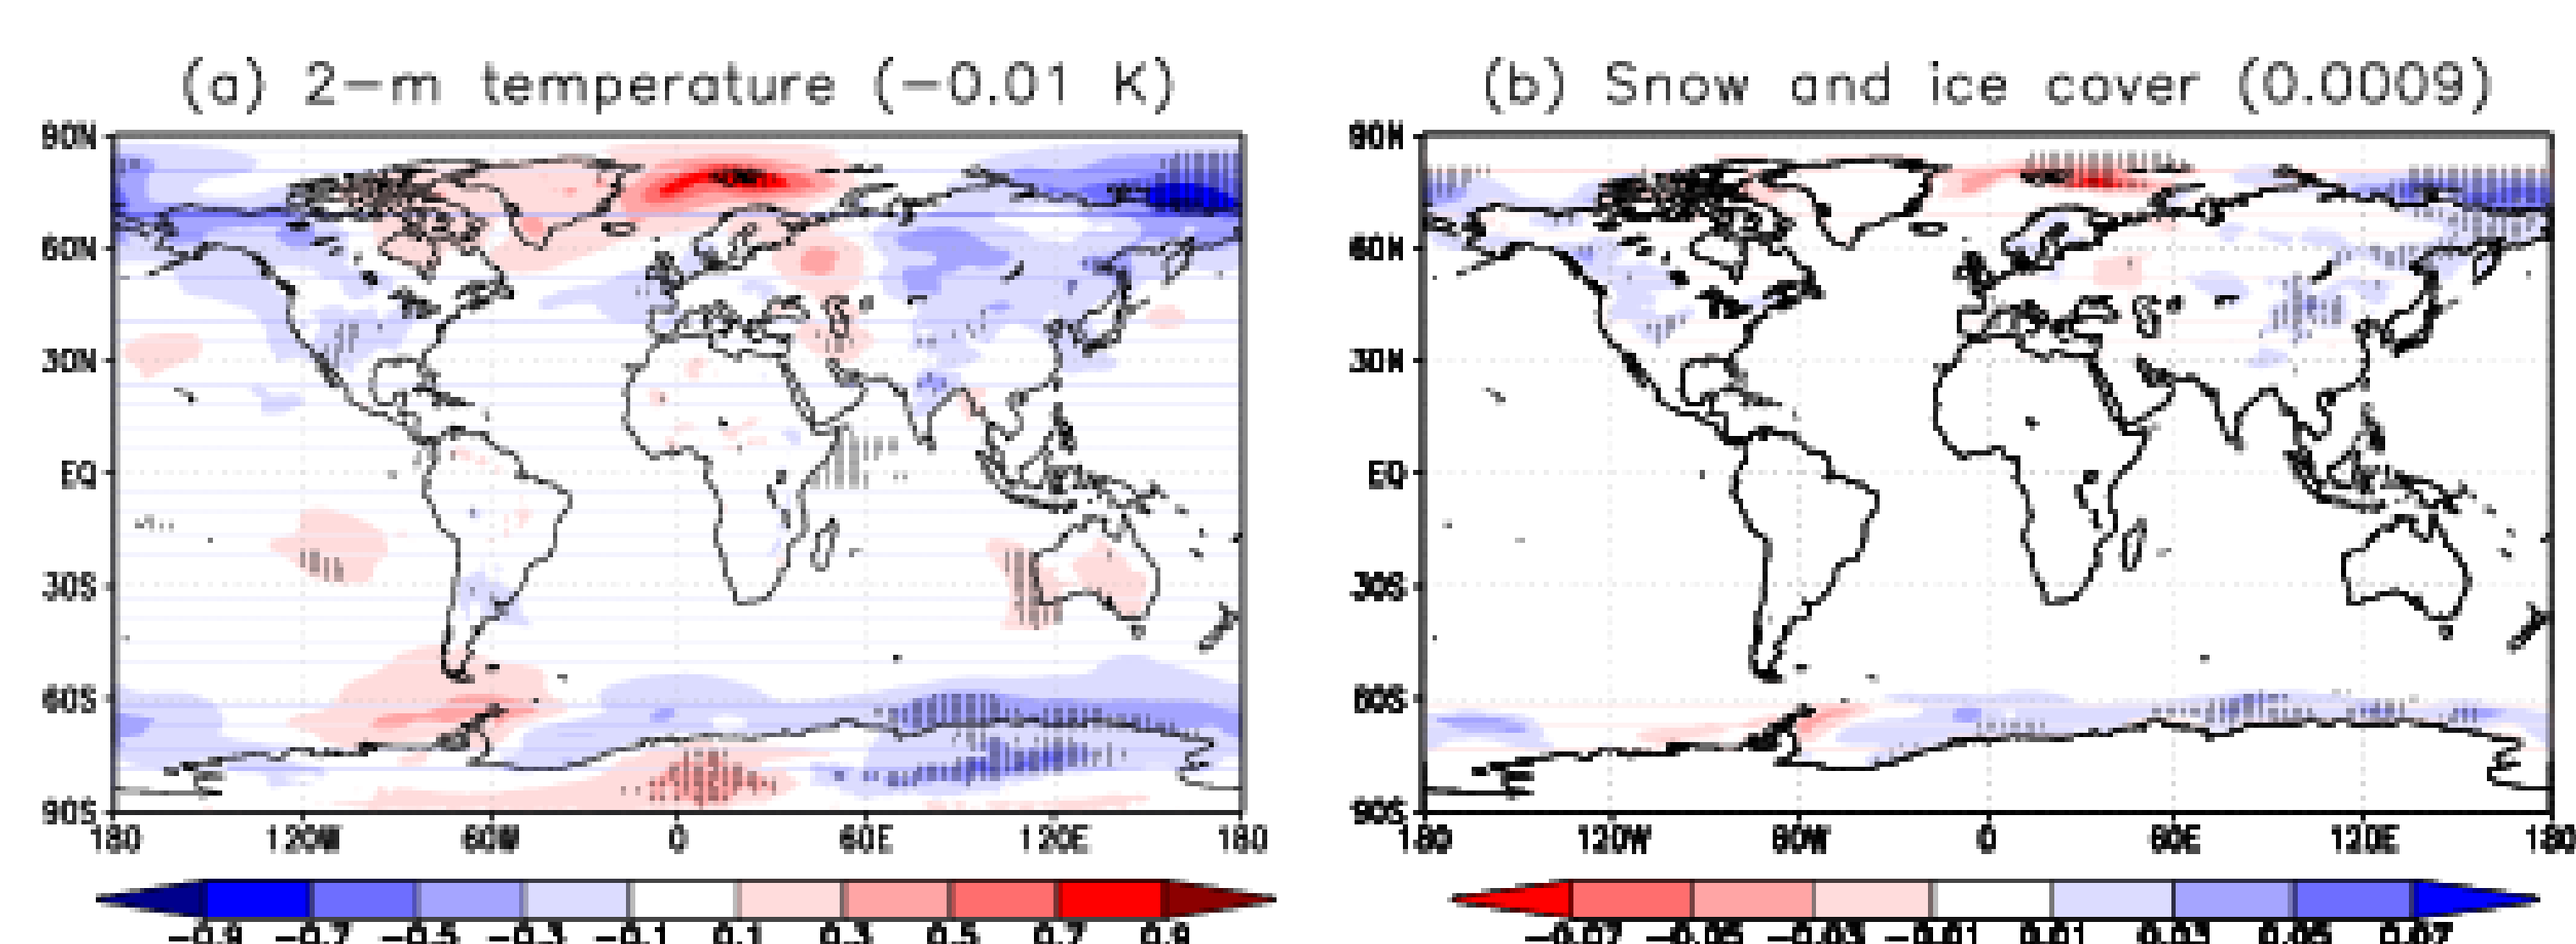 (a) 2-m temperature (-0.01 K)
(b) Snow and ice cover (0.0009)
90N
60N
30N
EQ
30S
60S
90S
180 120W 60W 0 60E 120E 180
-0.9 -0.7 -0.5 -0.3 -0.1 0.1 0.3 0.5 0.7 0.9
90N
60N
30N
EQ
30S
60S
90S
180 120W 60W 0 60E 120E 180
-0.07 -0.05 -0.03 -0.01 0.01 0.03 0.05 0.07